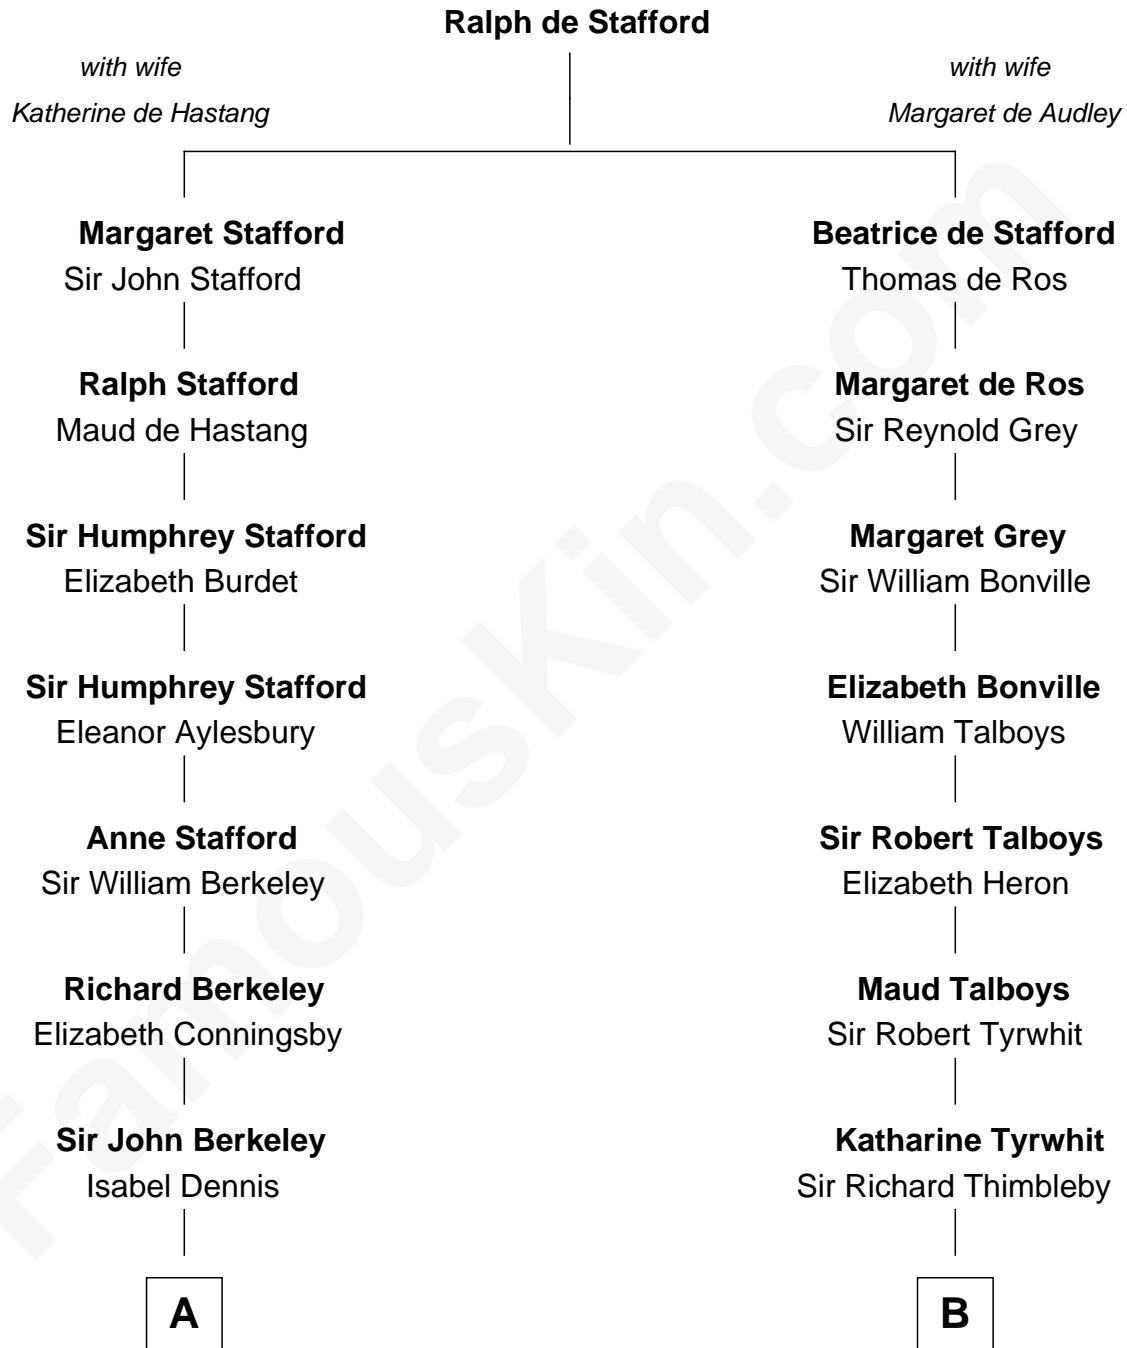 Ralph de Stafford
with wife
Katherine de Hastang
with wife
Margaret de Audley
Margaret Stafford
Sir John Stafford
Ralph Stafford
Maud de Hastang
Sir Humphrey Stafford
Elizabeth Burdet
Sir Humphrey Stafford
Eleanor Aylesbury
Anne Stafford
Sir William Berkeley
Richard Berkeley
Elizabeth Conningsby
Sir John Berkeley
Isabel Dennis
A
Beatrice de Stafford
Thomas de Ros
Margaret de Ros
Sir Reynold Grey
Margaret Grey
Sir William Bonville
Elizabeth Bonville
William Talboys
Sir Robert Talboys
Elizabeth Heron
Maud Talboys
Sir Robert Tyrwhit
Katharine Tyrwhit
Sir Richard Thimbleby
B
FamousKin.com